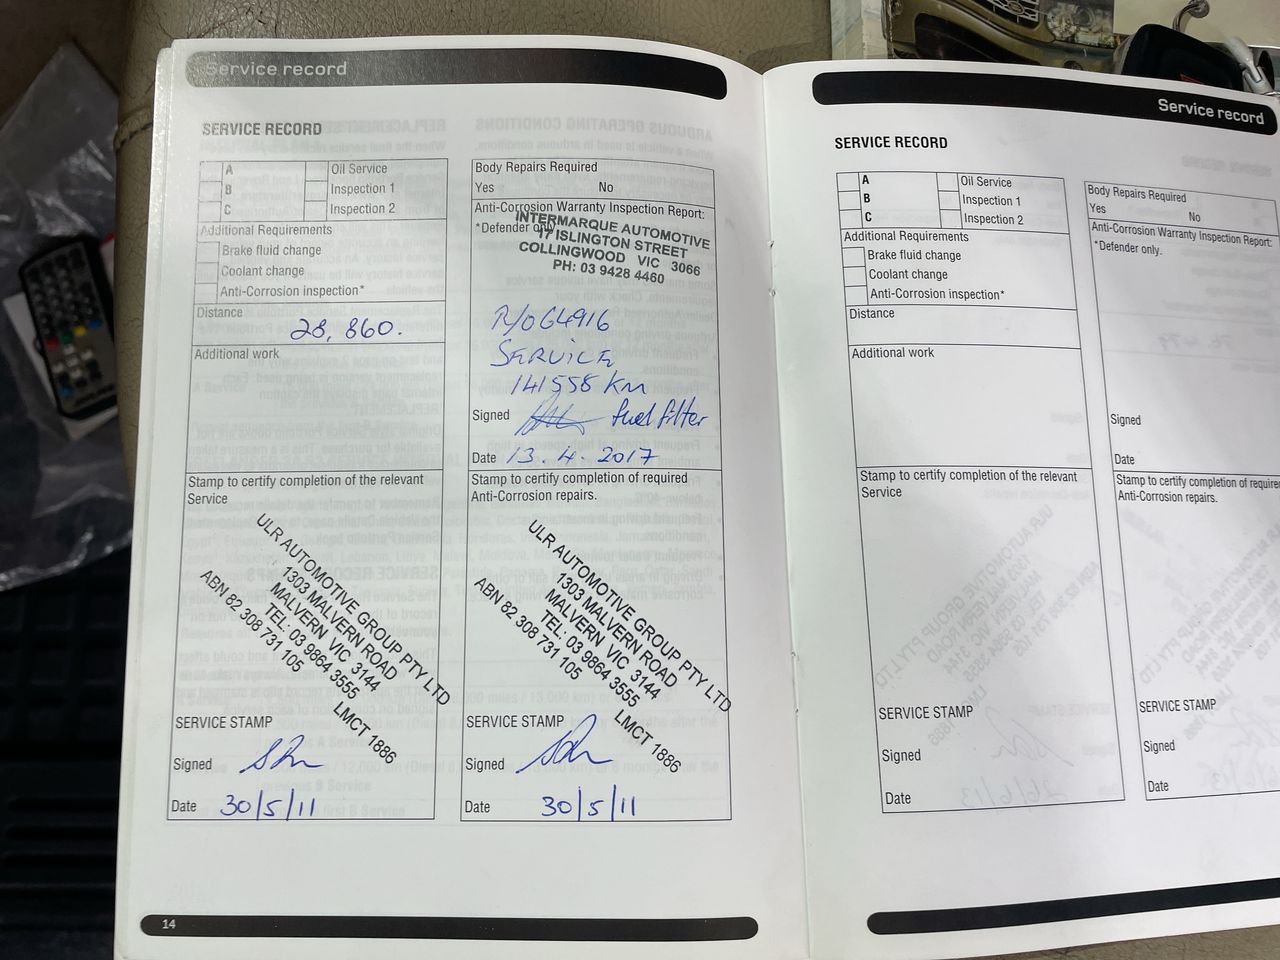 Service record
SERVICE RECORD
A
Oil Service
B
Inspection 1
C
Inspection 2
Additional Requirements
Brake fluid change
Coolant change
Anti-Corrosion inspection*
Distance
28,860.
Additional work
Stamp to certify completion of the relevant
Service
ULR AUTOMOTIVE GROUP PTY LTD
1303 MALVERN ROAD
MALVERN VIC 3144
TEL: 03 9864 3555
ABN 82 308 731 105
LMCT 1886
SERVICE STAMP
Signed
Date 30/5/11
Body Repairs Required
Yes No
Anti-Corrosion Warranty Inspection Report:
*Defender only.
INTERMARQUE AUTOMOTIVE
17 ISLINGTON STREET
COLLINGWOOD VIC 3066
PH: 03 9428 4460
R/O 64916
SERVICE
141558 KM
Signed fuel filter
Date 13.4.2017
Stamp to certify completion of required
Anti-Corrosion repairs.
ULR AUTOMOTIVE GROUP PTY LTD
1303 MALVERN ROAD
MALVERN VIC 3144
TEL: 03 9864 3555
ABN 82 308 731 105
LMCT 1886
SERVICE STAMP
Signed
Date 30/5/11
14
Service record
SERVICE RECORD
A
Oil Service
B
Inspection 1
C
Inspection 2
Additional Requirements
Brake fluid change
Coolant change
Anti-Corrosion inspection*
Distance
Additional work
Stamp to certify completion of the relevant
Service
SERVICE STAMP
Signed
Date
Body Repairs Required
Yes No
Anti-Corrosion Warranty Inspection Report:
*Defender only.
Signed
Date
Stamp to certify completion of require
Anti-Corrosion repairs.
SERVICE STAMP
Signed
Date